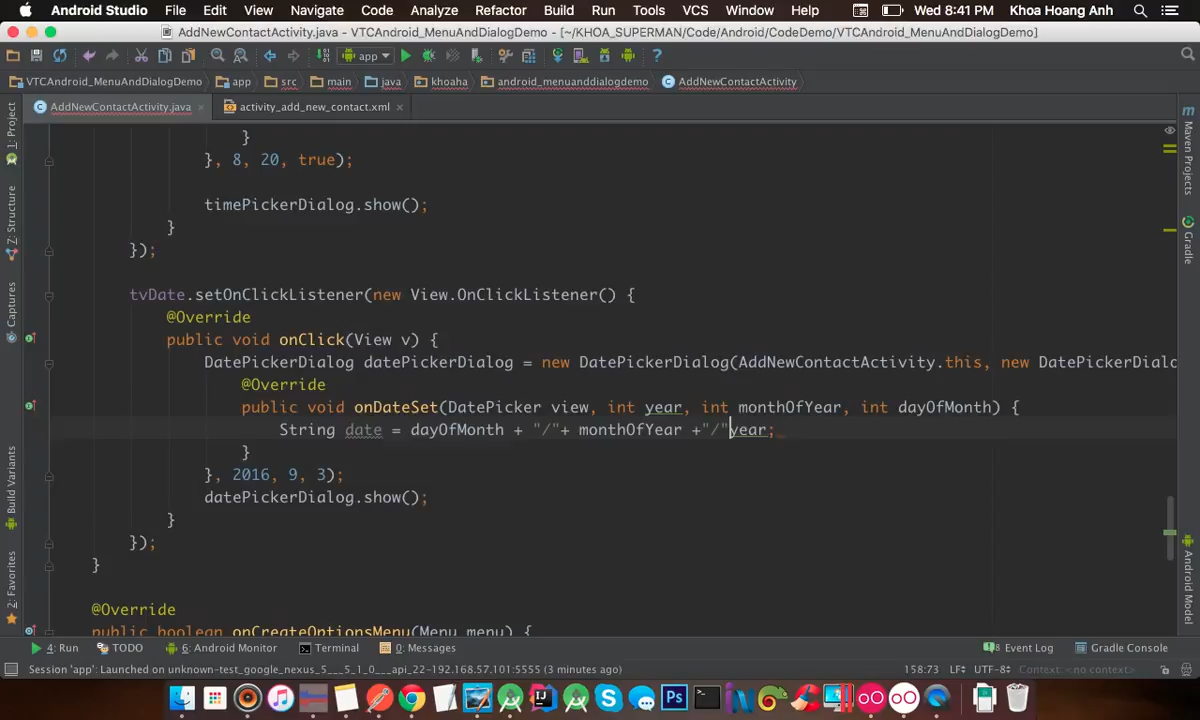 Android Studio File Edit View Navigate Code Analyze Refactor Build Run Tools VCS Window Help Wed 8:41 PM Khoa Hoang Anh
AddNewContactActivity.java - VTCAndroid_MenuAndDialogDemo - [~/KHOA_SUPERMAN/Code/Android/CodeDemo/VTCAndroid_MenuAndDialogDemo]
app
VTCAndroid_MenuAndDialogDemo app src main java khoaha android_menuanddialogdemo AddNewContactActivity
AddNewContactActivity.java activity_add_new_contact.xml
1: Project
7: Structure
Captures
Build Variants
2: Favorites
}
}, 8, 20, true);
timePickerDialog.show();
}
});
tvDate.setOnClickListener(new View.OnClickListener() {
@Override
public void onClick(View v) {
DatePickerDialog datePickerDialog = new DatePickerDialog(AddNewContactActivity.this, new DatePickerDialo
@Override
public void onDateSet(DatePicker view, int year, int monthOfYear, int dayOfMonth) {
String date = dayOfMonth + "/"+ monthOfYear +"/"year;
}
}, 2016, 9, 3);
datePickerDialog.show();
}
});
}
@Override
public boolean onCreateOptionsMenu(Menu menu) {
Maven Projects
Gradle
Android Model
4: Run TODO 6: Android Monitor Terminal 0: Messages Event Log Gradle Console
Session 'app': Launched on unknown-test_google_nexus_5___5_1_0___api_22-192.168.57.101:5555 (3 minutes ago) 158:73 LF UTF-8 Context: <no context>